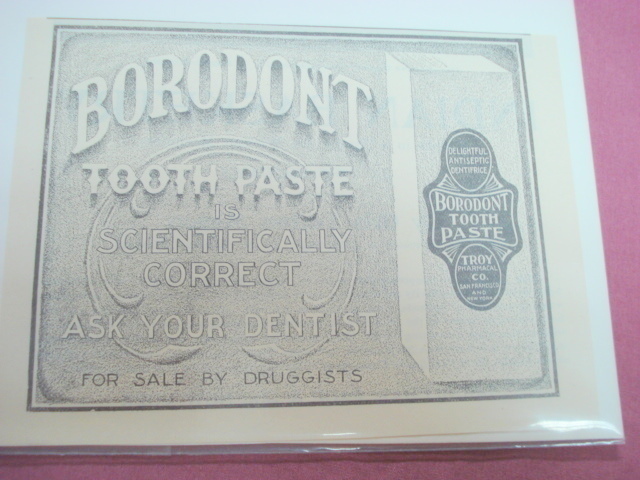 BORODONT
TOOTH PASTE
IS
SCIENTIFICALLY
CORRECT
ASK YOUR DENTIST
FOR SALE BY DRUGGISTS
DELIGHTFUL
ANTISEPTIC
DENTIFRICE
BORODONT
TOOTH
PASTE
TROY
PHARMACAL
CO.
SAN FRANCISCO
AND
NEW YORK